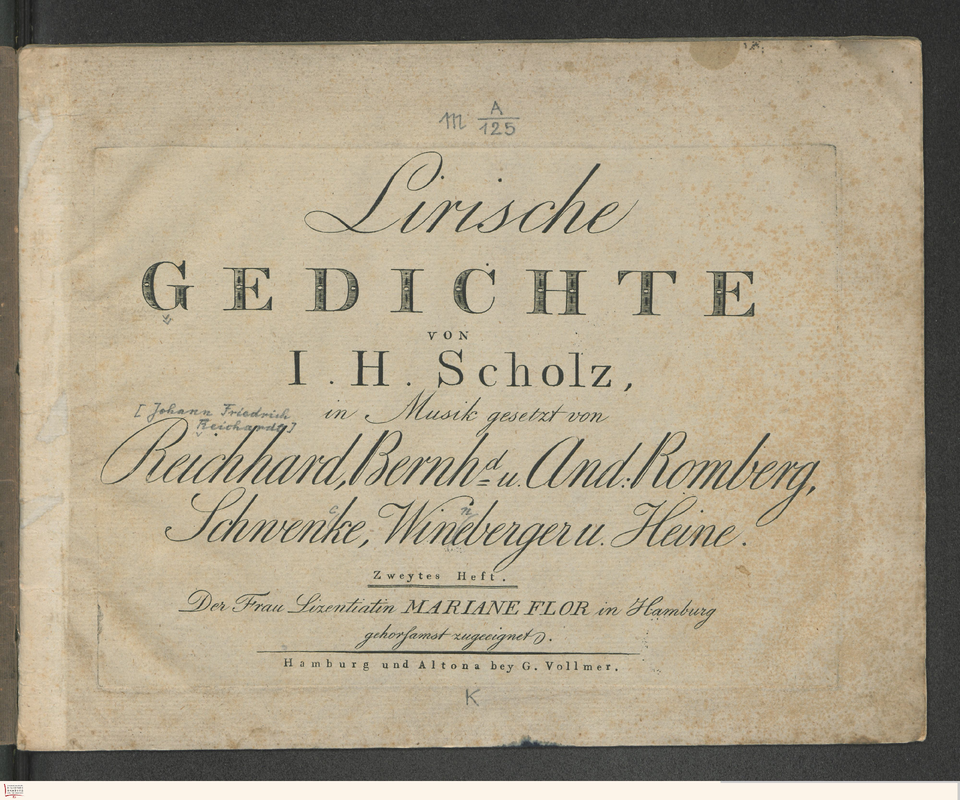 m A
125
Lirische
GEDICHTE
VON
I. H. Scholz,
[Johann Friedrich
Reichardt]
in Musik gesetzt von
Reichhard, Bernhd u. And: Romberg,
c n
Schwenke, Wineberger u. Heine.
Zweytes Heft.
Der Frau Lizentiatin MARIANE FLOR in Hamburg
gehorsamst zugeeignet.
Hamburg und Altona bey G. Vollmer.
K